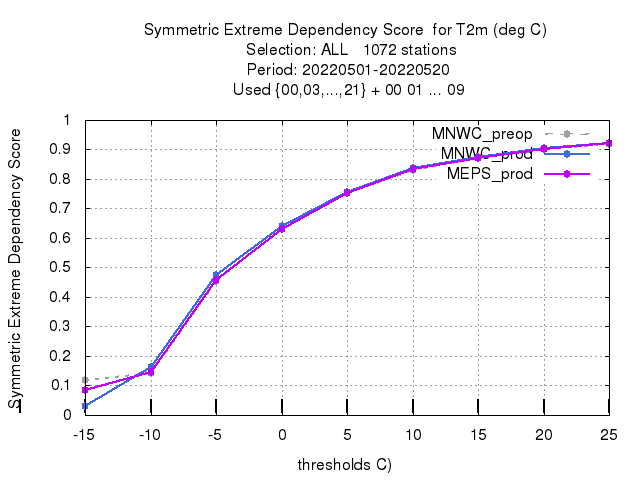 Symmetric Extreme Dependency Score  for T2m (deg C)
Selection: ALL   1072 stations
Period: 20220501-20220520
Used {00,03,...,21} + 00 01 ... 09
Symmetric Extreme Dependency Score
1
0.9
0.8
0.7
0.6
0.5
0.4
0.3
0.2
0.1
0
MNWC_preop
MNWC_prod
MEPS_prod
-15 -10 -5 0 5 10 15 20 25
thresholds C)